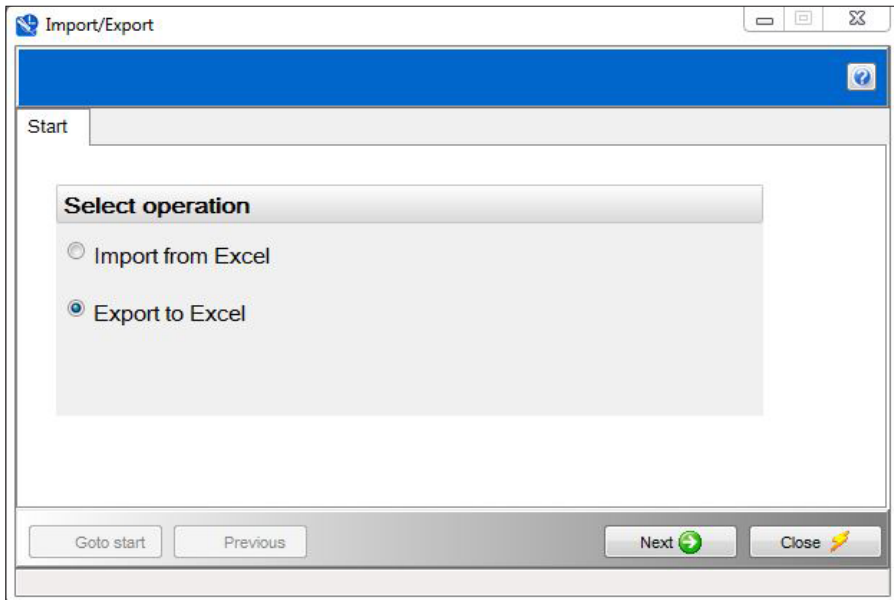 Import/Export
Start
Select operation
Import from Excel
Export to Excel
Goto start Previous Next Close